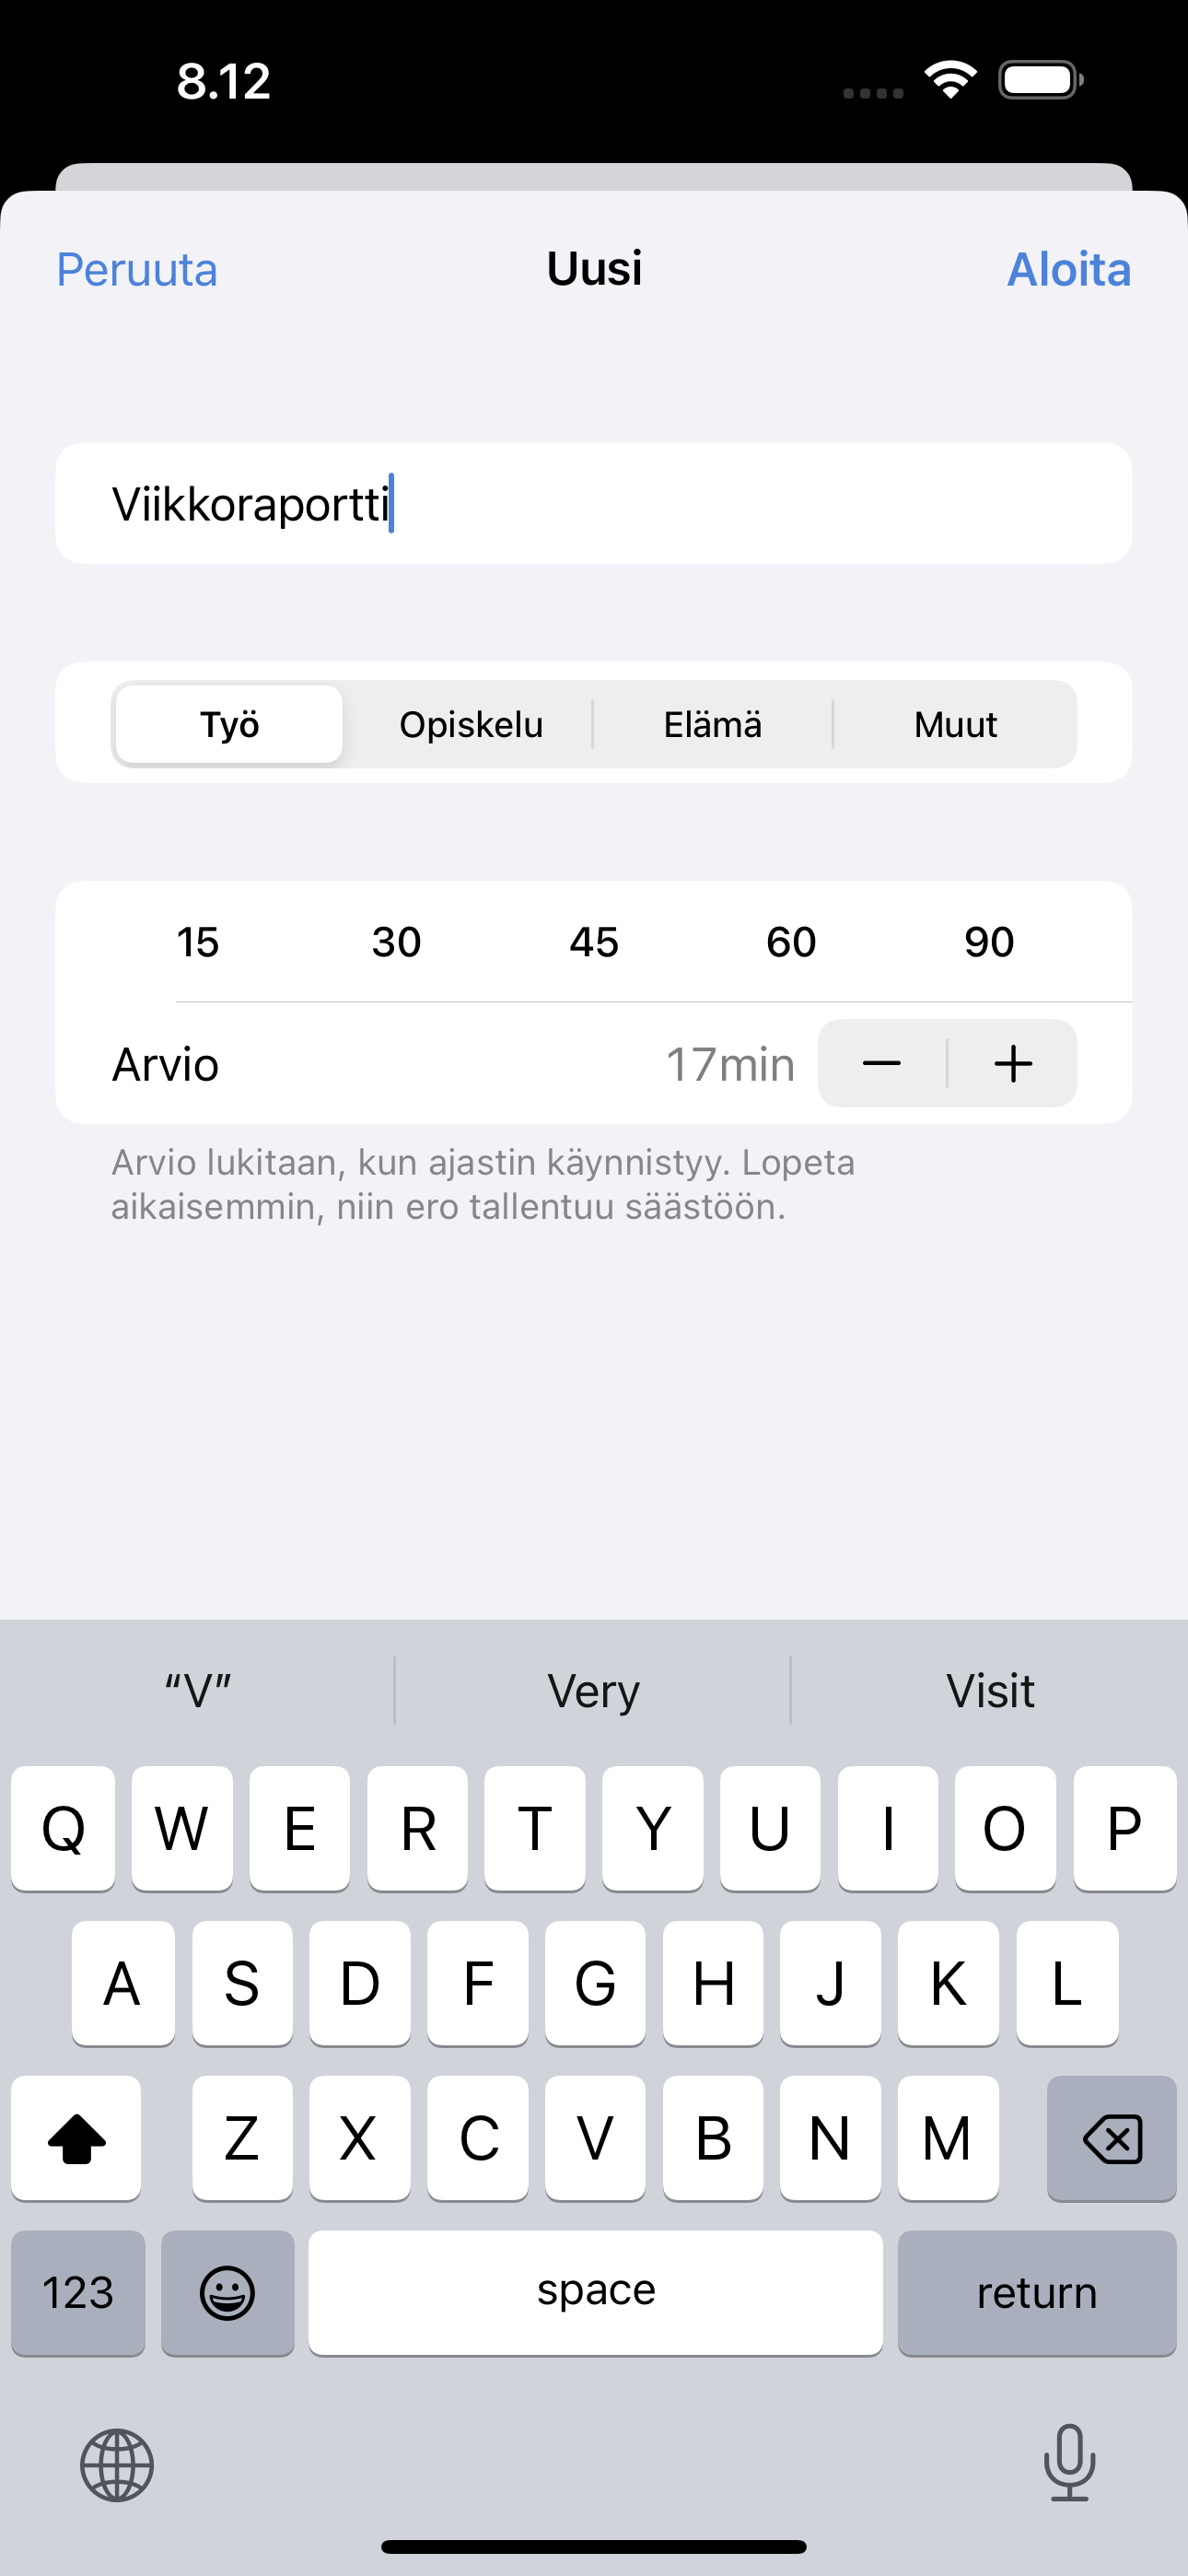 8.12
Peruuta Uusi Aloita
Viikkoraportti
Työ Opiskelu Elämä Muut
15 30 45 60 90
Arvio 17min
Arvio lukitaan, kun ajastin käynnistyy. Lopeta
aikaisemmin, niin ero tallentuu säästöön.
“V” Very Visit
Q W E R T Y U I O P
A S D F G H J K L
Z X C V B N M
123 space return